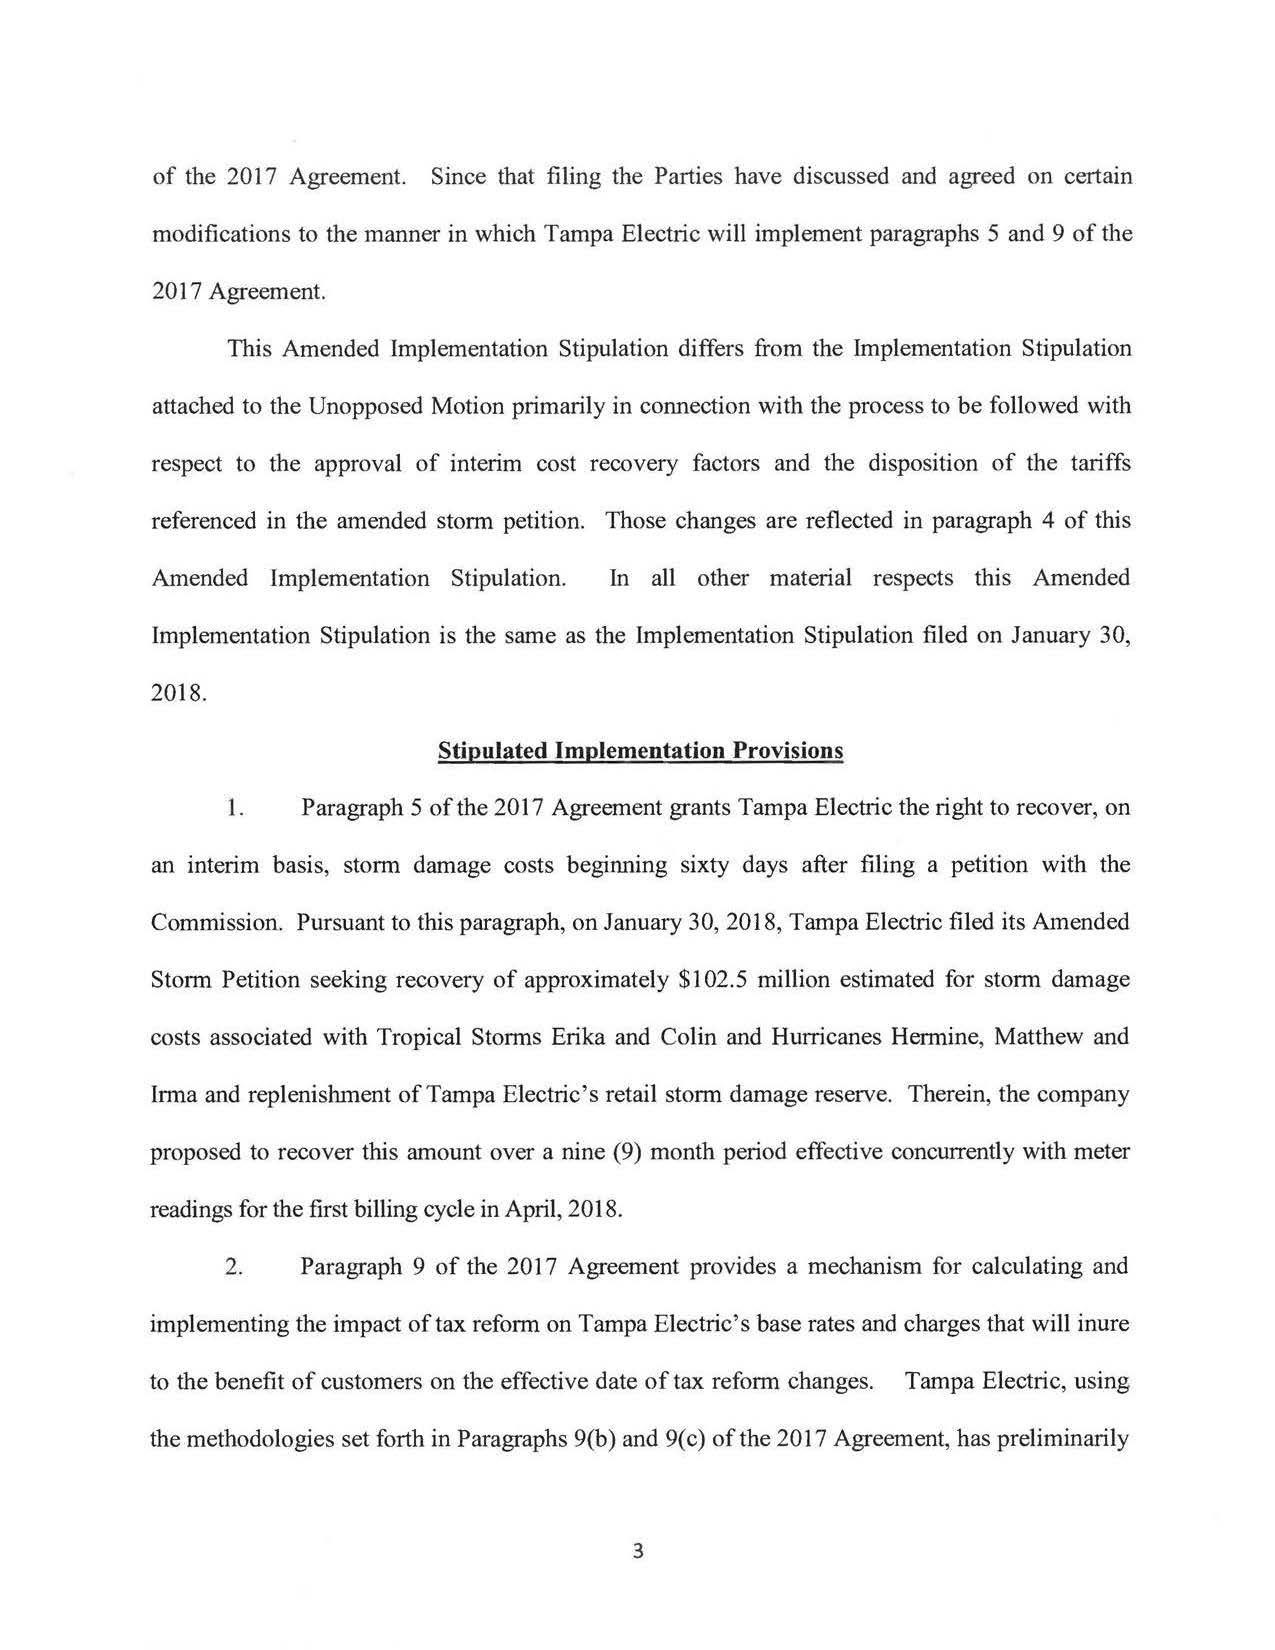 of the 2017 Agreement. Since that filing the Parties have discussed and agreed on certain
modifications to the manner in which Tampa Electric will implement paragraphs 5 and 9 of the
2017 Agreement.
This Amended Implementation Stipulation differs from the Implementation Stipulation
attached to the Unopposed Motion primarily in connection with the process to be followed with
respect to the approval of interim cost recovery factors and the disposition of the tariffs
referenced in the amended storm petition. Those changes are reflected in paragraph 4 of this
Amended Implementation Stipulation. In all other material respects this Amended
Implementation Stipulation is the same as the Implementation Stipulation filed on January 30,
2018.
Stipulated Implementation Provisions
1. Paragraph 5 of the 2017 Agreement grants Tampa Electric the right to recover, on
an interim basis, storm damage costs beginning sixty days after filing a petition with the
Commission. Pursuant to this paragraph, on January 30, 2018, Tampa Electric filed its Amended
Storm Petition seeking recovery of approximately $102.5 million estimated for storm damage
costs associated with Tropical Storms Erika and Colin and Hurricanes Hermine, Matthew and
Irma and replenishment of Tampa Electric's retail storm damage reserve. Therein, the company
proposed to recover this amount over a nine (9) month period effective concurrently with meter
readings for the first billing cycle in April, 2018.
2. Paragraph 9 of the 2017 Agreement provides a mechanism for calculating and
implementing the impact of tax reform on Tampa Electric's base rates and charges that will inure
to the benefit of customers on the effective date of tax reform changes. Tampa Electric, using
the methodologies set forth in Paragraphs 9(b) and 9(c) of the 2017 Agreement, has preliminarily
3